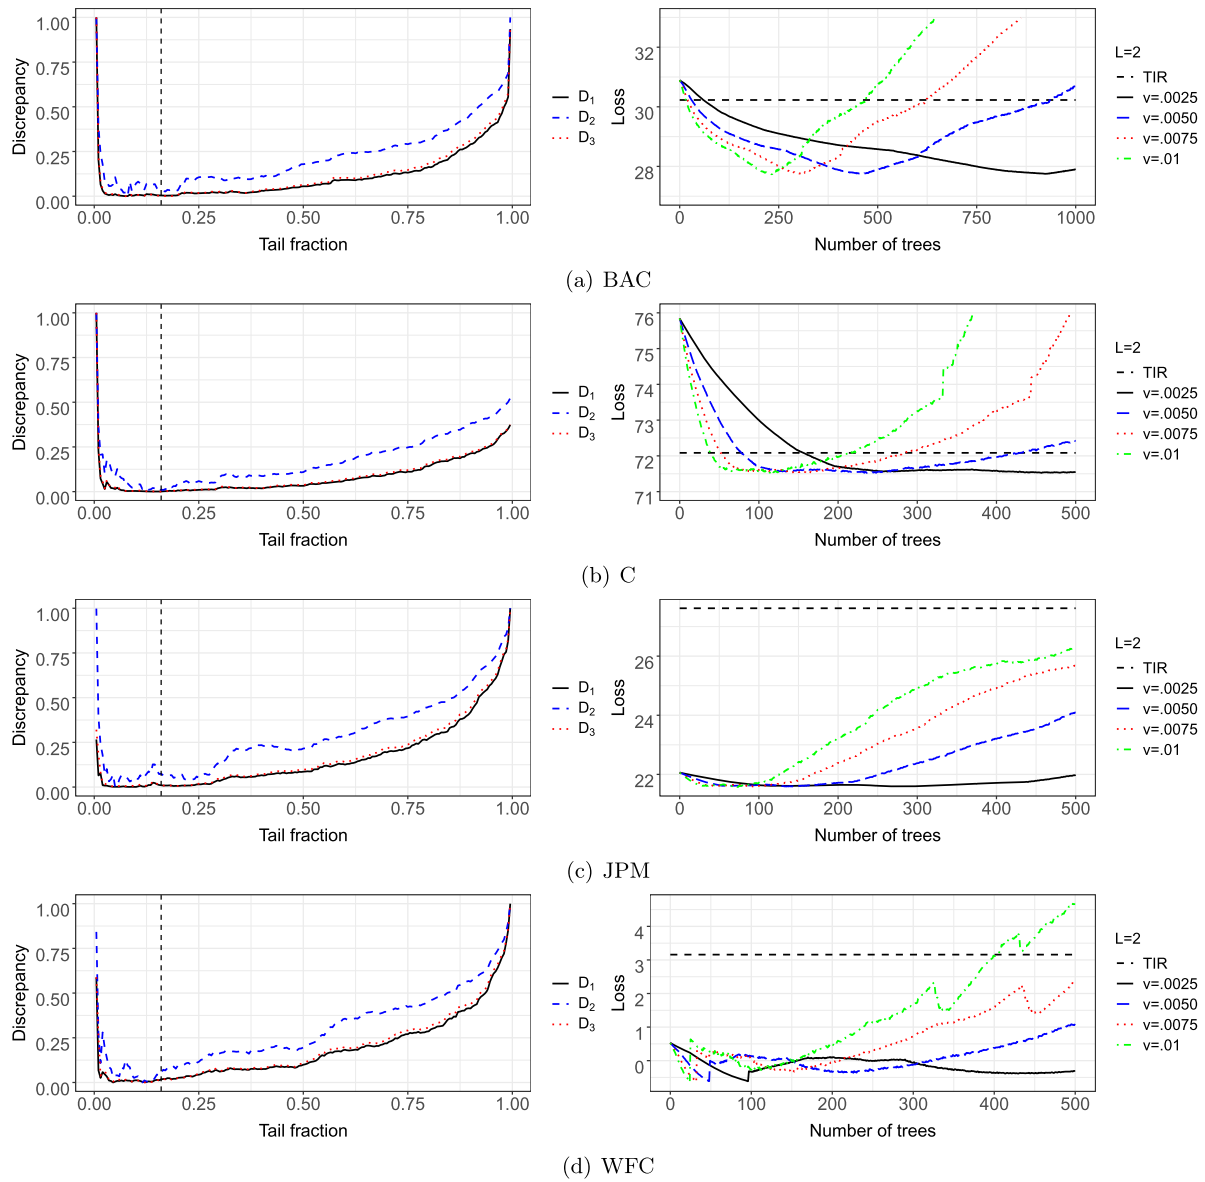 1.00
0.75
0.50
0.25
0.00
Discrepancy
0.00 0.25 0.50 0.75 1.00
Tail fraction
D1
D2
D3
32
30
28
Loss
0 250 500 750 1000
Number of trees
L=2
TIR
v=.0025
v=.0050
v=.0075
v=.01
(a) BAC
1.00
0.75
0.50
0.25
0.00
Discrepancy
0.00 0.25 0.50 0.75 1.00
Tail fraction
D1
D2
D3
76
75
74
73
72
71
Loss
0 100 200 300 400 500
Number of trees
L=2
TIR
v=.0025
v=.0050
v=.0075
v=.01
(b) C
1.00
0.75
0.50
0.25
0.00
Discrepancy
0.00 0.25 0.50 0.75 1.00
Tail fraction
D1
D2
D3
26
24
22
Loss
0 100 200 300 400 500
Number of trees
L=2
TIR
v=.0025
v=.0050
v=.0075
v=.01
(c) JPM
1.00
0.75
0.50
0.25
0.00
Discrepancy
0.00 0.25 0.50 0.75 1.00
Tail fraction
D1
D2
D3
4
3
2
1
0
Loss
0 100 200 300 400 500
Number of trees
L=2
TIR
v=.0025
v=.0050
v=.0075
v=.01
(d) WFC